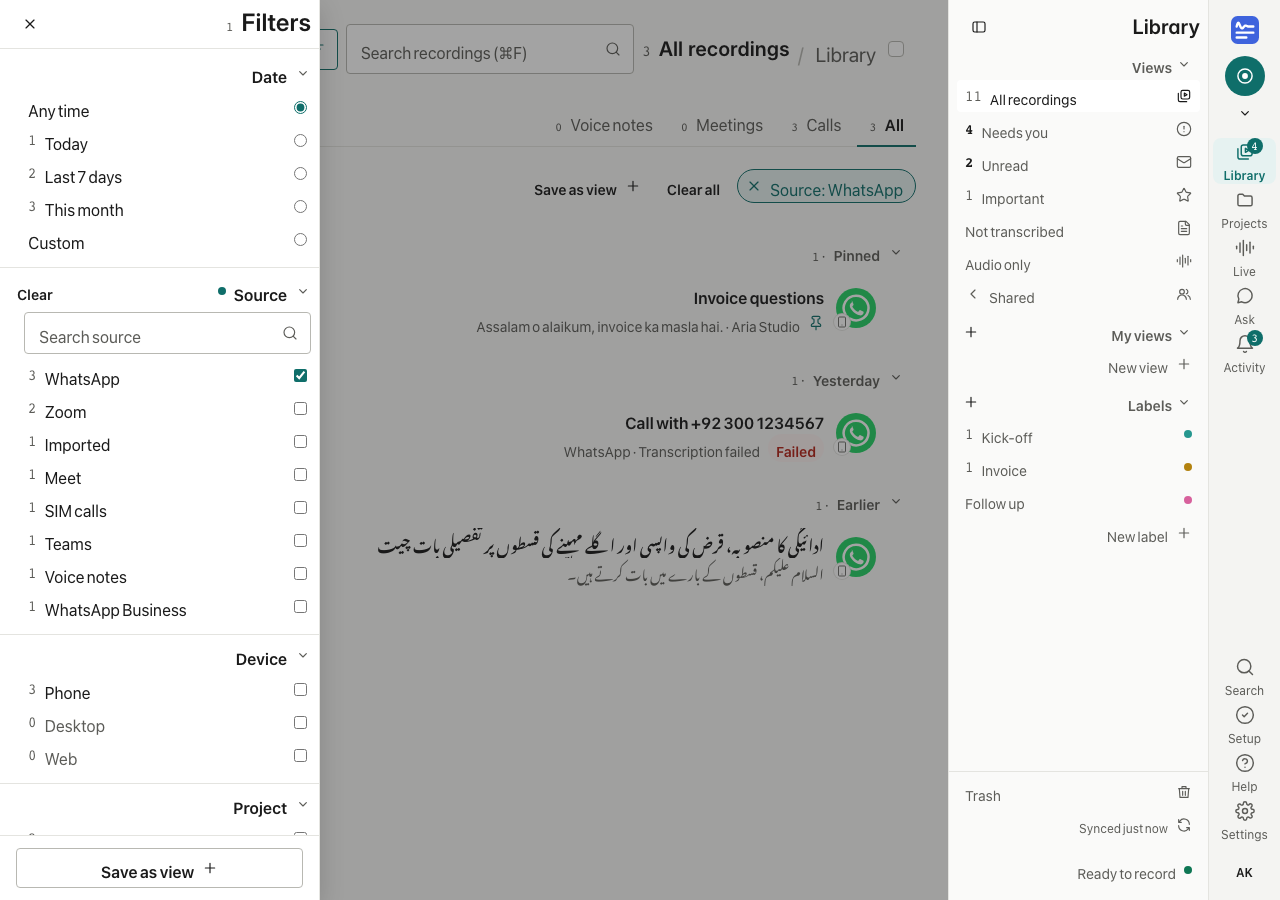 Filters 1
Date
Any time
Today 1
Last 7 days 2
This month 3
Custom
Source
Clear
Search source
WhatsApp 3
Zoom 2
Imported 1
Meet 1
SIM calls 1
Teams 1
Voice notes 1
WhatsApp Business 1
Device
Phone 3
Desktop 0
Web 0
Project
Save as view
Library / All recordings 3
Search recordings (⌘F)
All 3
Calls 3
Meetings 0
Voice notes 0
Source: WhatsApp
Clear all
Save as view
Pinned · 1
Invoice questions
Assalam o alaikum, invoice ka masla hai. · Aria Studio
Yesterday · 1
Call with +92 300 1234567
WhatsApp · Transcription failed Failed
Earlier · 1
ادائیگی کا منصوبہ، قرض کی واپسی اور اگلے مہینے کی قسطوں پر تفصیلی بات چیت
السلام علیکم، قسطوں کے بارے میں بات کرتے ہیں۔
Library
Views
All recordings 11
Needs you 4
Unread 2
Important 1
Not transcribed
Audio only
Shared
My views
New view
Labels
Kick-off 1
Invoice 1
Follow up
New label
Trash
Synced just now
Ready to record
4
Library
Projects
Live
Ask
3
Activity
Search
Setup
Help
Settings
AK